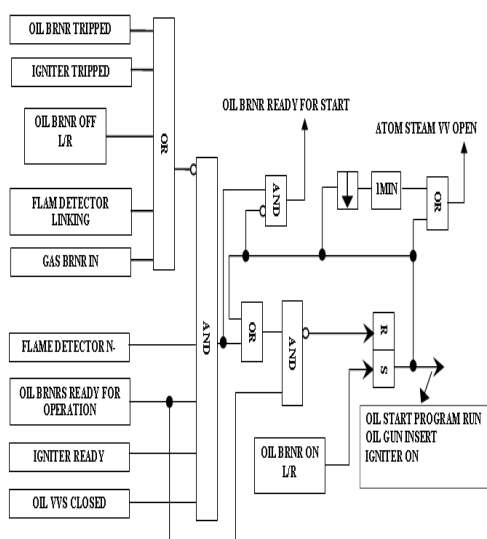 OIL BRNR TRIPPED
IGNITER TRIPPED
OIL BRNR OFF
L/R
FLAM DETECTOR
LINKING
GAS BRNR IN
OR
OIL BRNR READY FOR START
ATOM STEAM VV OPEN
AND
1MIN
OR
FLAME DETECTOR N-
OIL BRNRS READY FOR
OPERATION
IGNITER READY
OIL VVS CLOSED
AND
OR
AND
R
S
OIL BRNR ON
L/R
OIL START PROGRAM RUN
OIL GUN INSERT
IGNITER ON